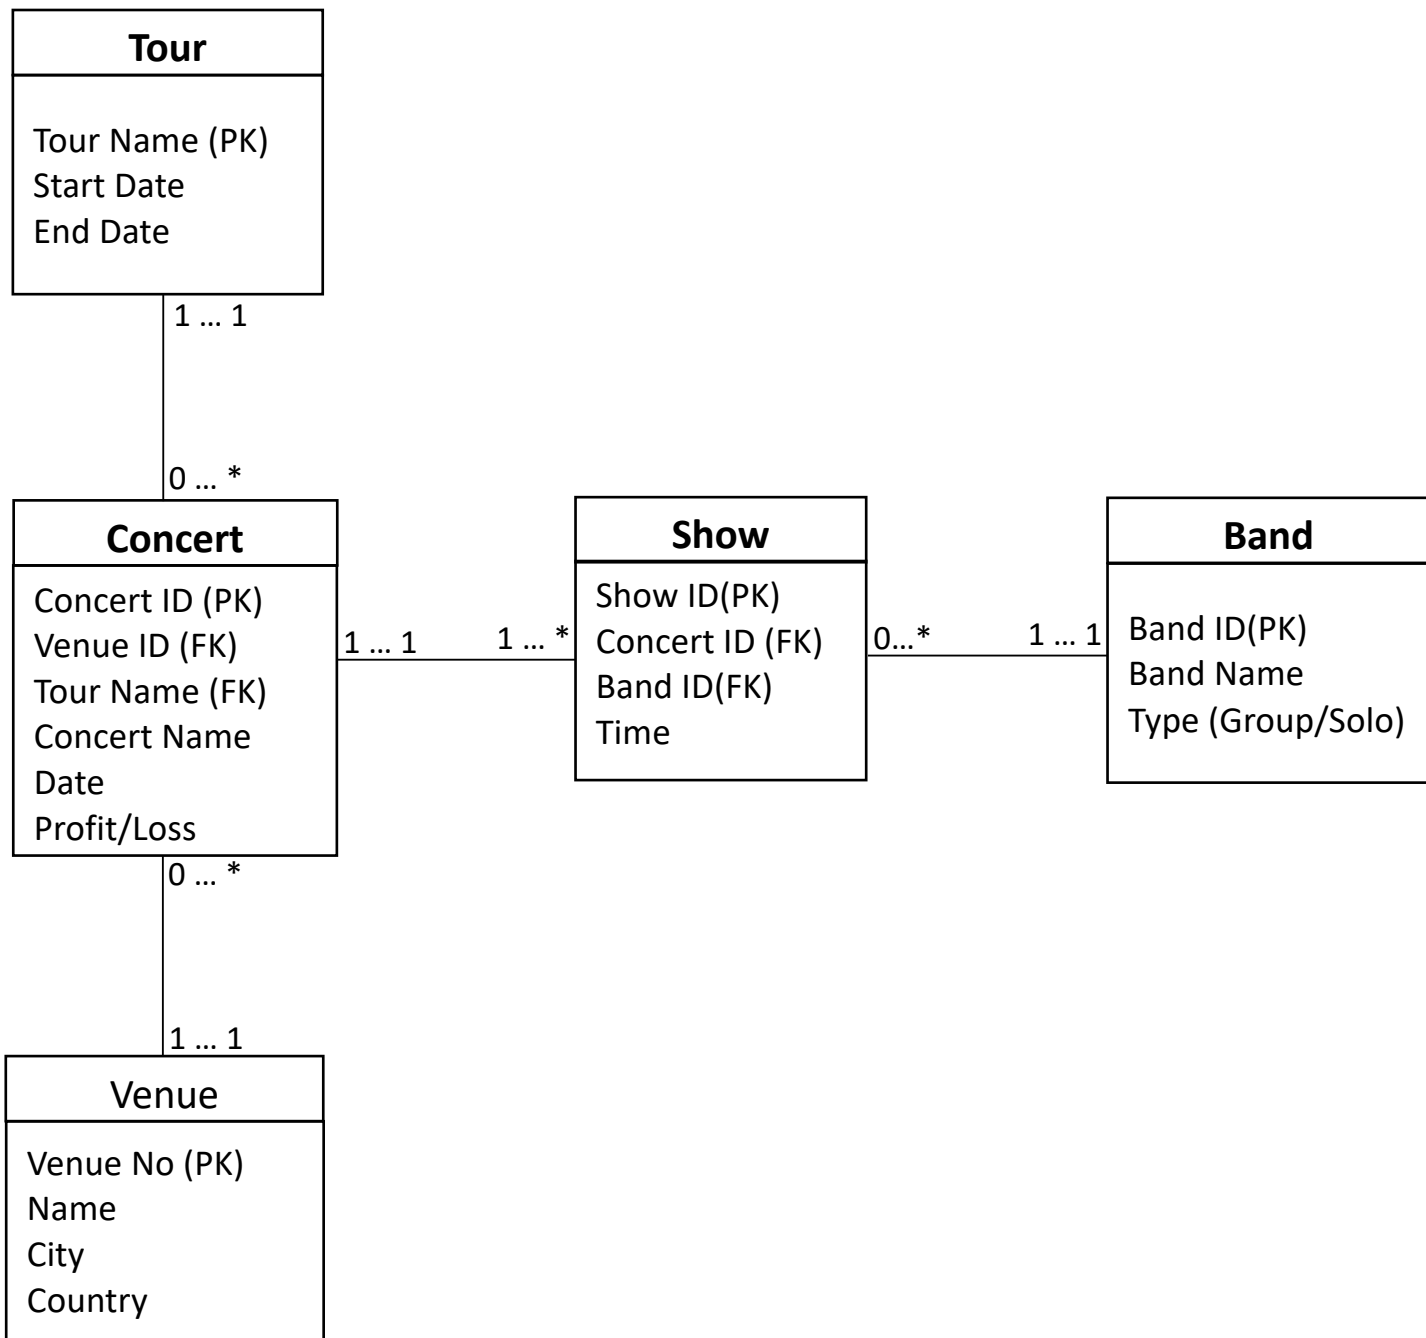 Tour
Tour Name (PK)
Start Date
End Date
1 ... 1
0 ... *
Concert
Concert ID (PK)
Venue ID (FK)
Tour Name (FK)
Concert Name
Date
Profit/Loss
1 ... 1
1 ... *
Show
Show ID(PK)
Concert ID (FK)
Band ID(FK)
Time
0...*
1 ... 1
Band
Band ID(PK)
Band Name
Type (Group/Solo)
0 ... *
1 ... 1
Venue
Venue No (PK)
Name
City
Country